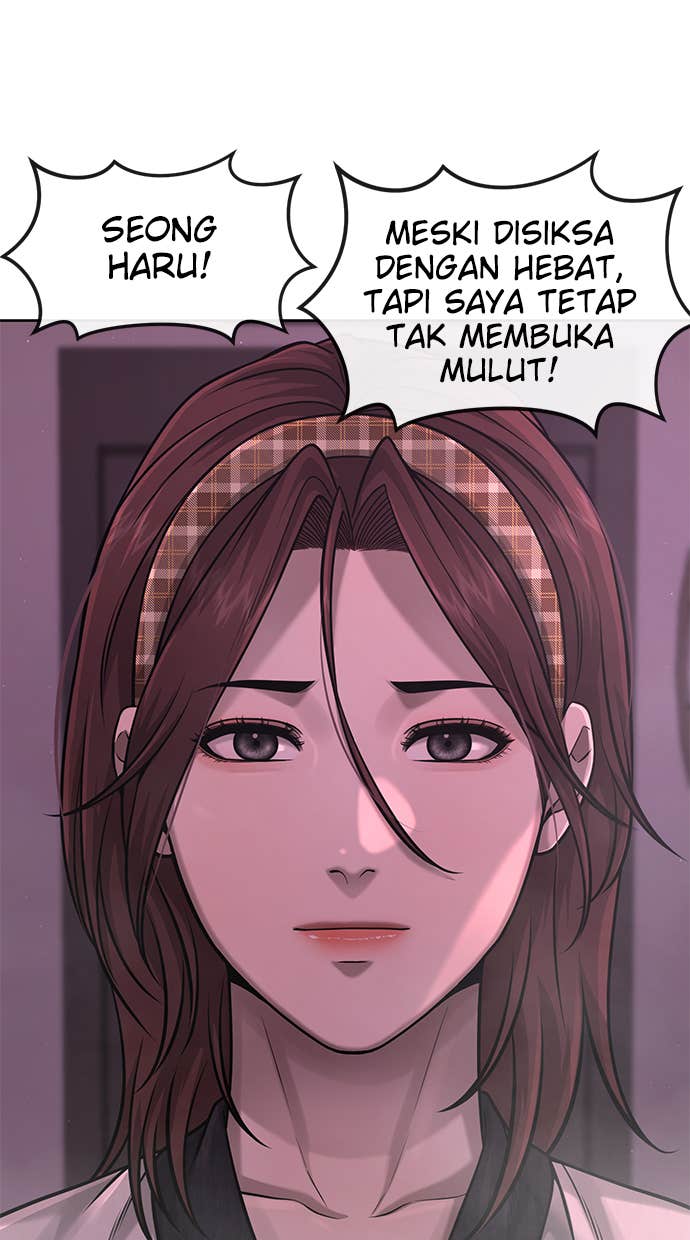 SEONG
HARU!
MESKI DISIKSA
DENGAN HEBAT,
TAPI SAYA TETAP
TAK MEMBUKA
MULUT!